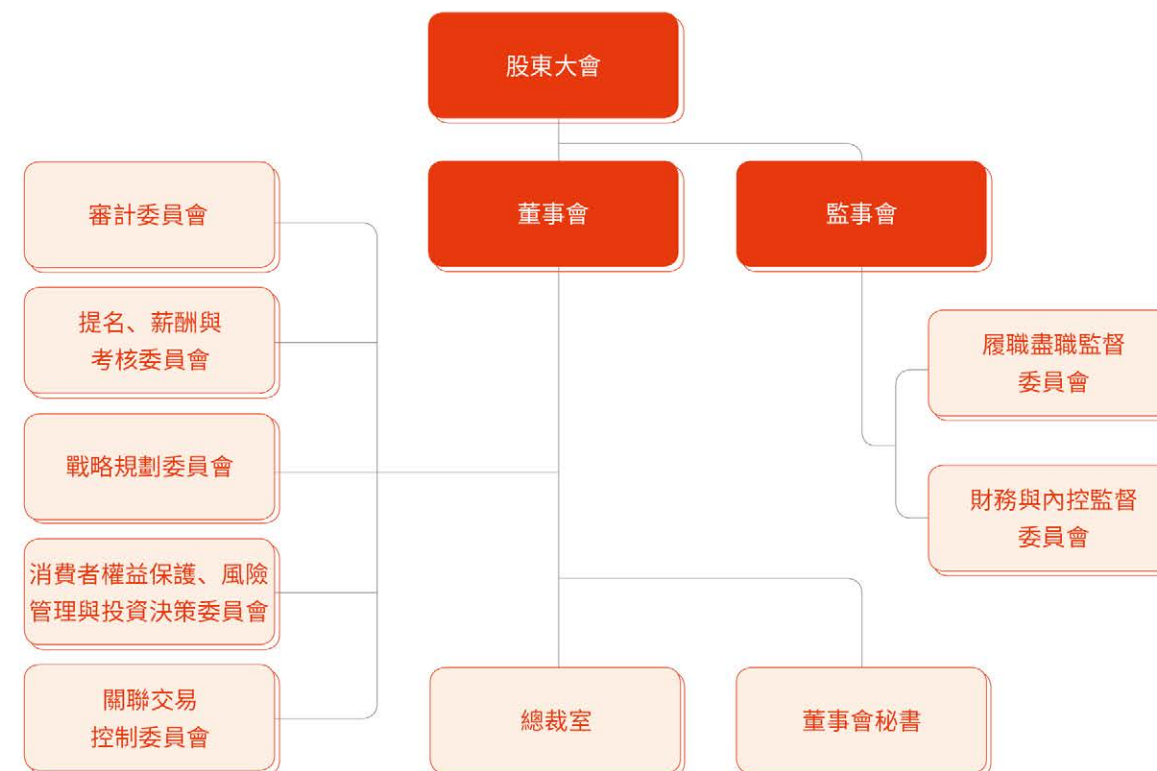 股東大會
董事會
監事會
審計委員會
提名、薪酬與
考核委員會
戰略規劃委員會
消費者權益保護、風險
管理與投資決策委員會
關聯交易
控制委員會
履職盡職監督
委員會
財務與內控監督
委員會
總裁室
董事會秘書